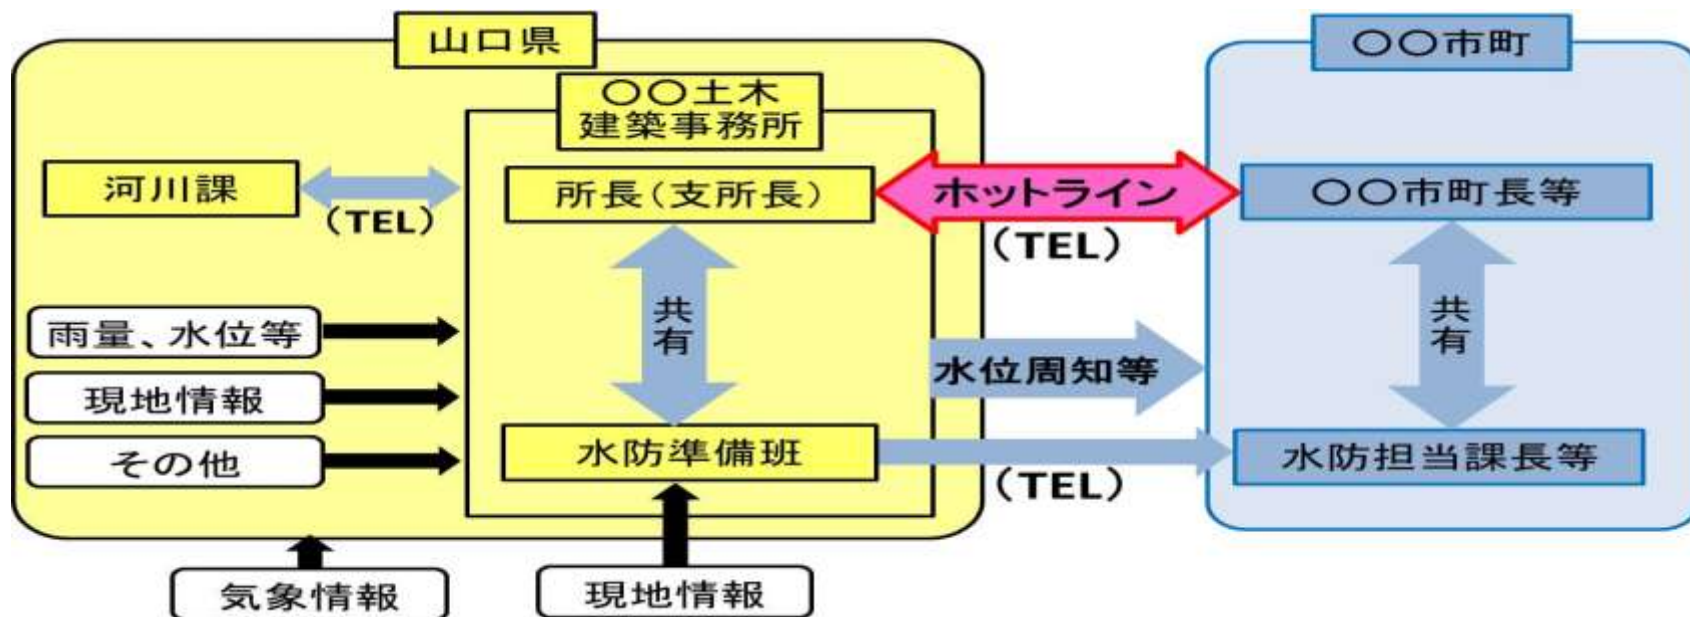 山口県
〇〇市町
〇〇土木
建築事務所
河川課
(TEL)
所長(支所長)
ホットライン
(TEL)
〇〇市町長等
共有
共有
雨量、水位等
現地情報
その他
水位周知等
水防準備班
(TEL)
水防担当課長等
気象情報
現地情報